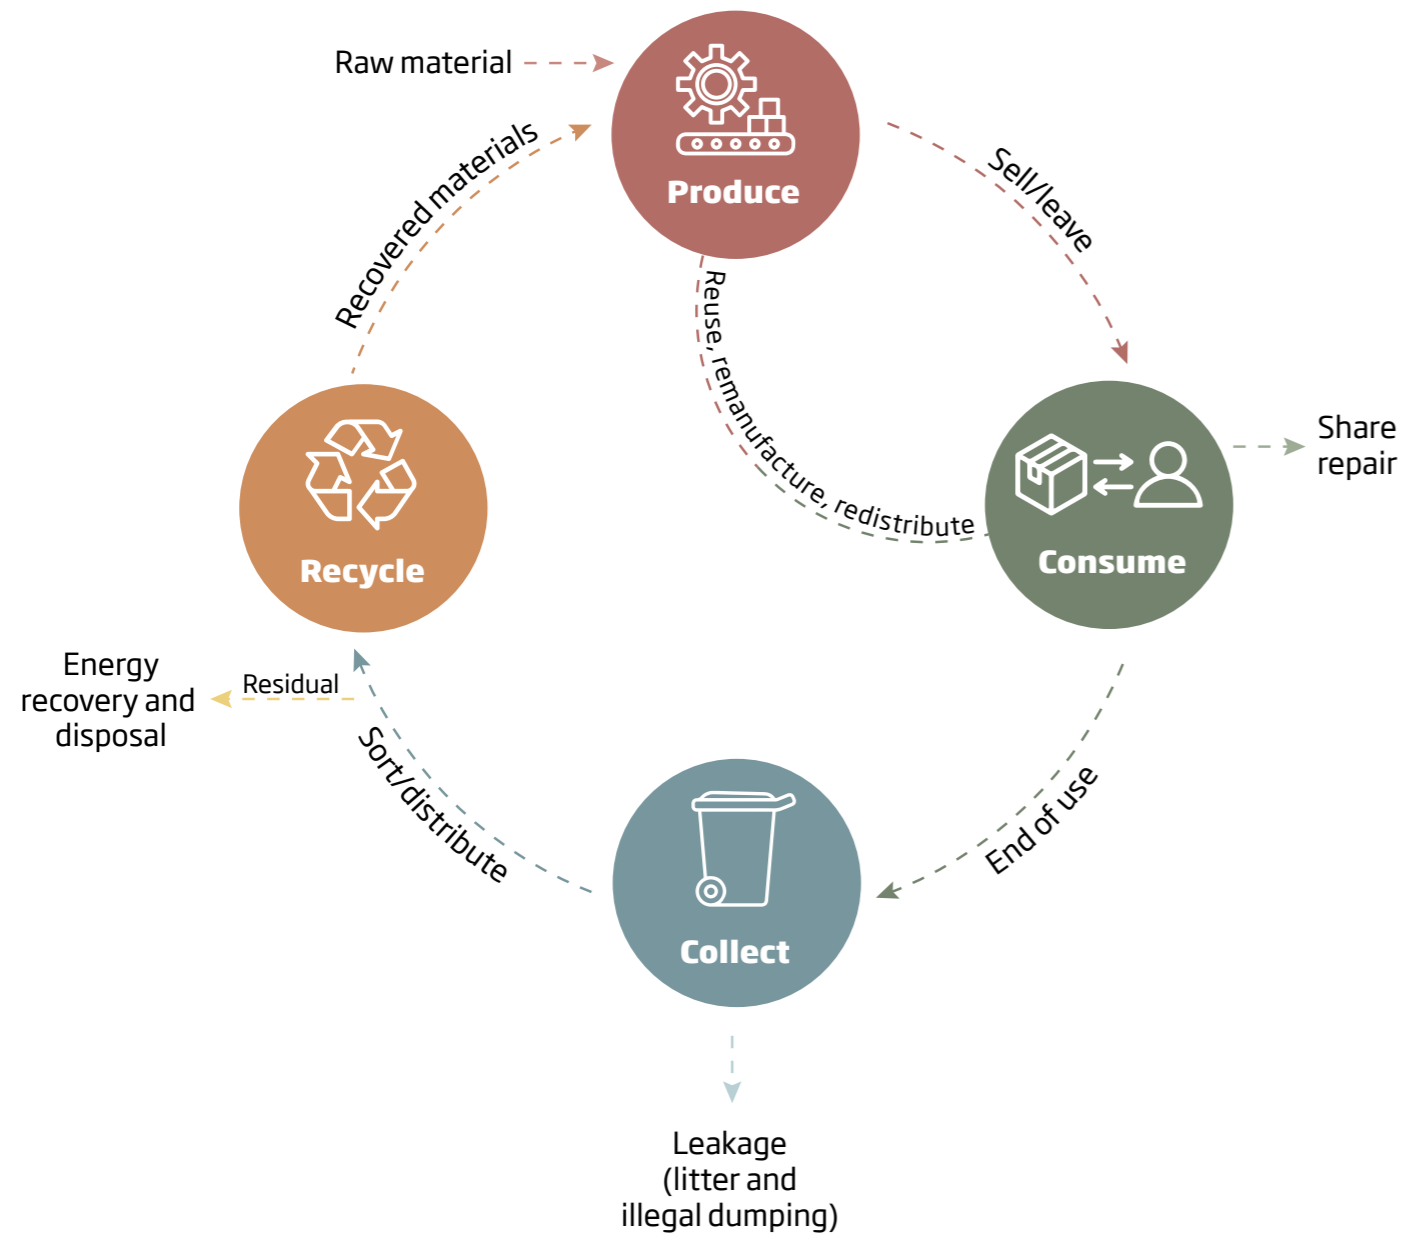 Raw material
Produce
Recovered materials
Sell/leave
Reuse, remanufacture, redistribute
Recycle
Consume
Share
repair
Energy
recovery and
disposal
Residual
Sort/distribute
End of use
Collect
Leakage
(litter and
illegal dumping)